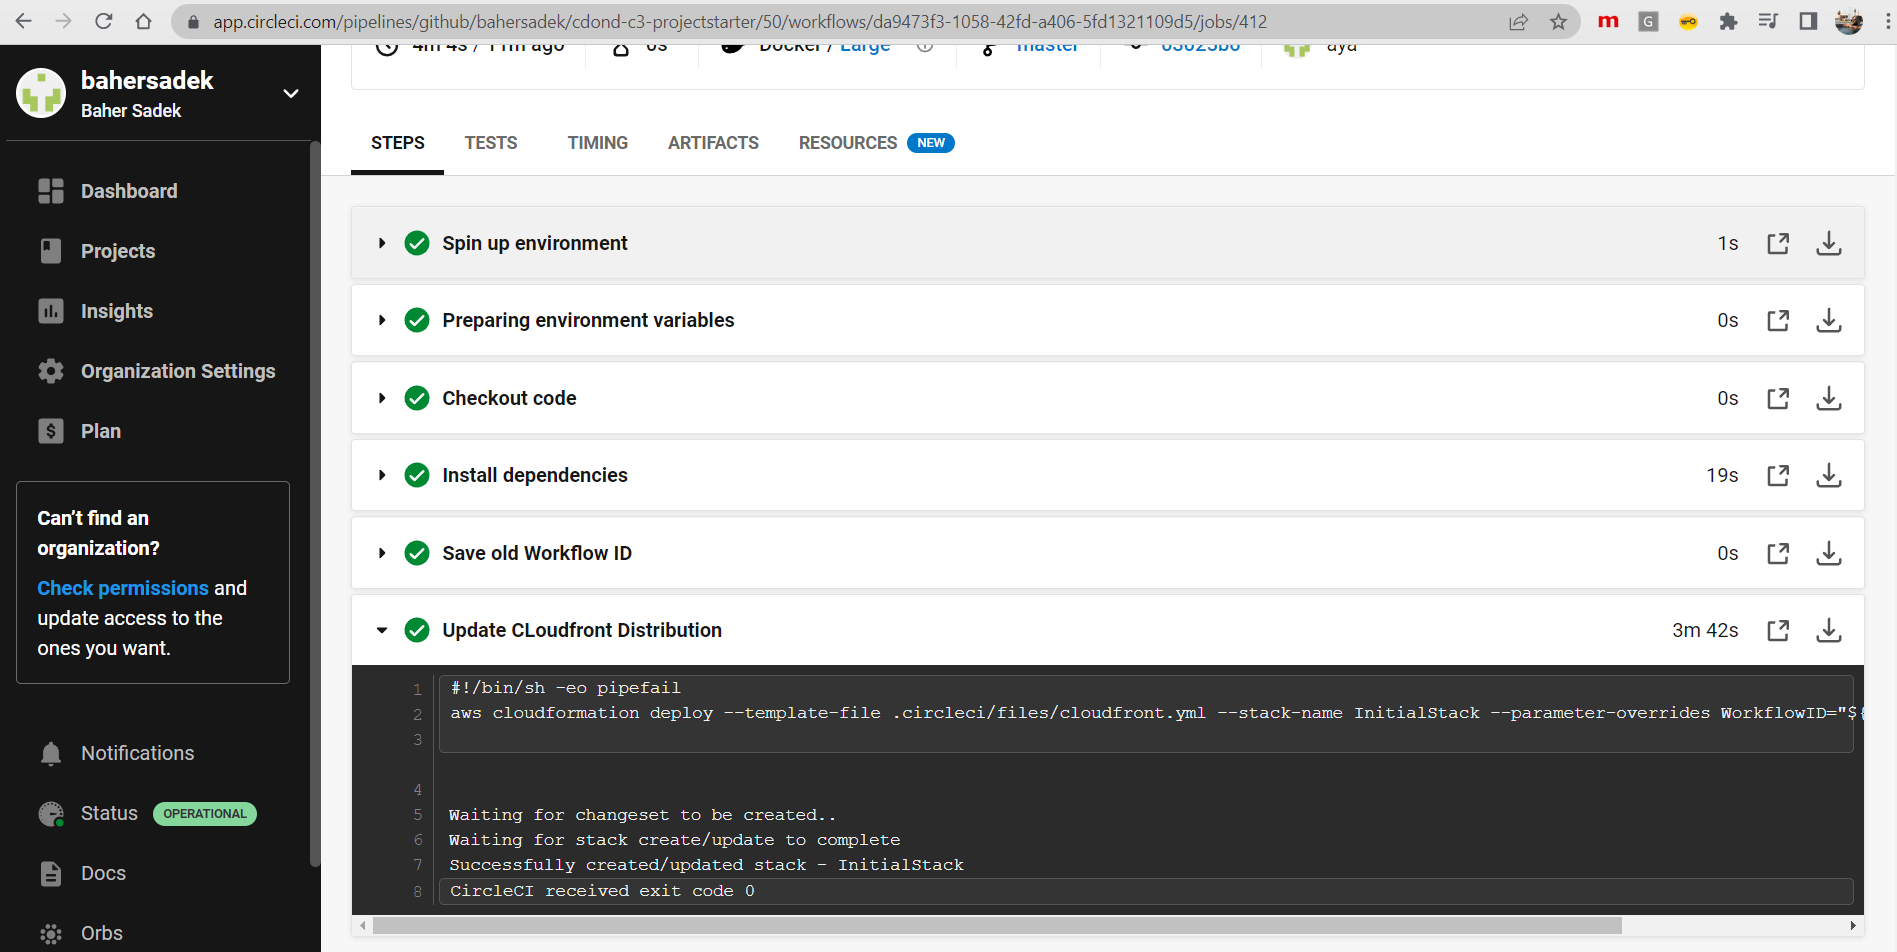 app.circleci.com/pipelines/github/bahersadek/cdond-c3-projectstarter/50/workflows/da9473f3-1058-42fd-a406-5fd1321109d5/jobs/412
m
G
bahersadek
Baher Sadek
4m 4s / 11m ago
0s
Docker / Large
master
aya
STEPS
TESTS
TIMING
ARTIFACTS
RESOURCES NEW
Dashboard
Projects
Insights
Organization Settings
$ Plan
Can't find an
organization?
Check permissions and
update access to the
ones you want.
Notifications
Status OPERATIONAL
Docs
Orbs
Spin up environment 1s
Preparing environment variables 0s
Checkout code 0s
Install dependencies 19s
Save old Workflow ID 0s
Update CLoudfront Distribution 3m 42s
1 #!/bin/sh -eo pipefail
2 aws cloudformation deploy --template-file .circleci/files/cloudfront.yml --stack-name InitialStack --parameter-overrides WorkflowID="${
3
4
5 Waiting for changeset to be created..
6 Waiting for stack create/update to complete
7 Successfully created/updated stack - InitialStack
8 CircleCI received exit code 0